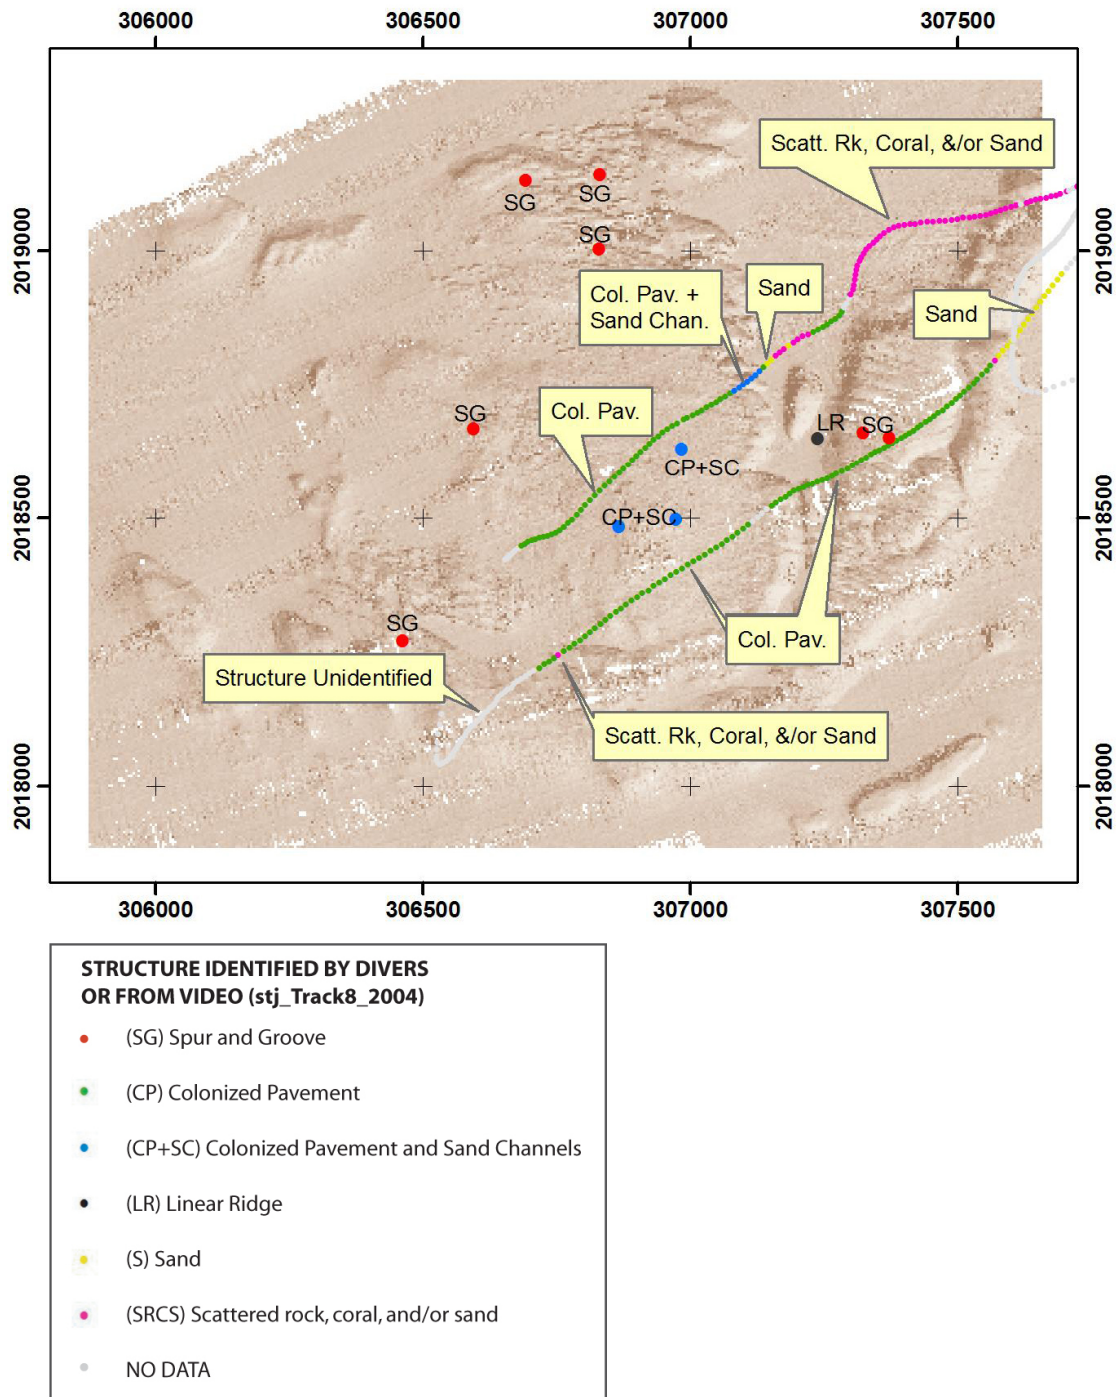 306000 306500 307000 307500
Scatt. Rk, Coral, &/or Sand
SG
SG
SG
2019000
2019000
Col. Pav. +
Sand Chan.
Sand
Sand
Col. Pav.
SG
LR
SG
CP+SC
CP+SC
2018500
2018500
SG
Col. Pav.
Structure Unidentified
Scatt. Rk, Coral, &/or Sand
2018000
2018000
306000 306500 307000 307500
STRUCTURE IDENTIFIED BY DIVERS
OR FROM VIDEO (stj_Track8_2004)
(SG) Spur and Groove
(CP) Colonized Pavement
(CP+SC) Colonized Pavement and Sand Channels
(LR) Linear Ridge
(S) Sand
(SRCS) Scattered rock, coral, and/or sand
NO DATA